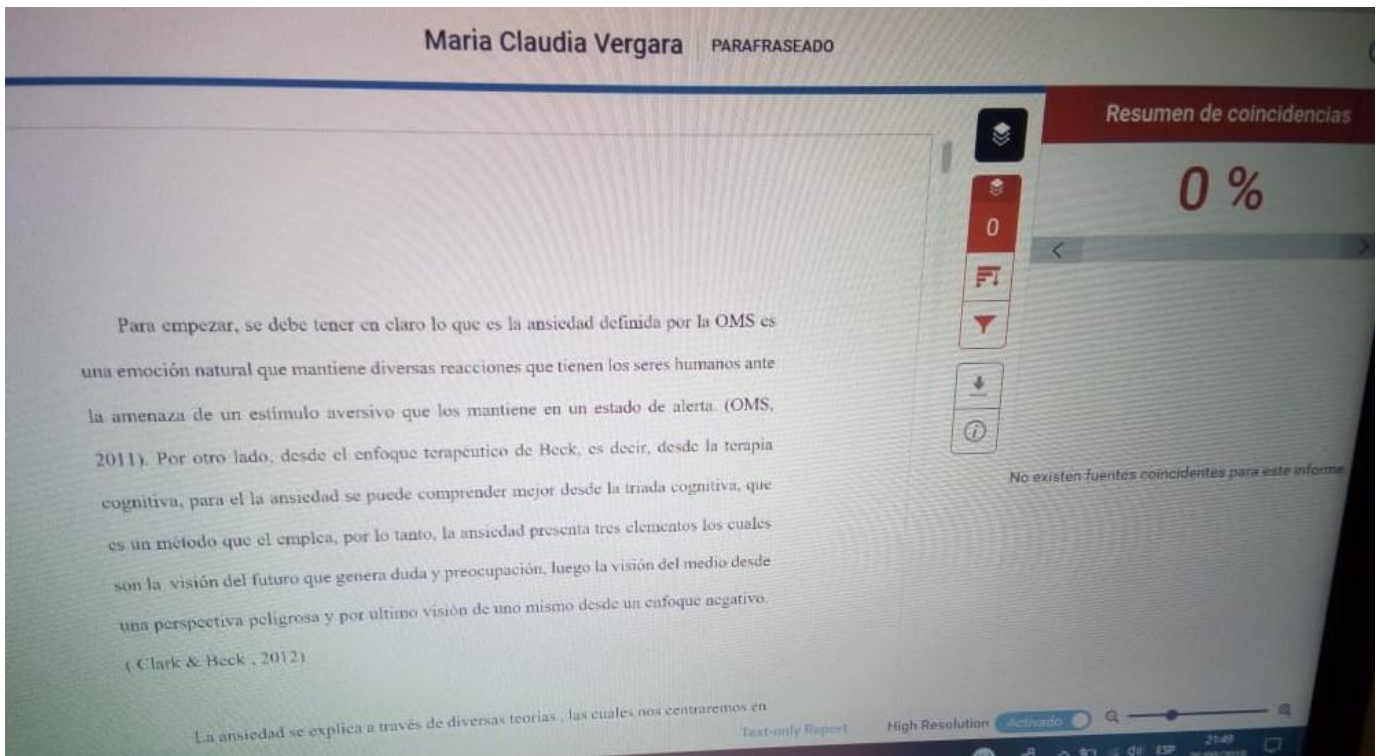 Maria Claudia Vergara PARAFRASEADO
Resumen de coincidencias
0 %
0
Para empezar, se debe tener en claro lo que es la ansiedad definida por la OMS es
una emoción natural que mantiene diversas reacciones que tienen los seres humanos ante
la amenaza de un estímulo aversivo que los mantiene en un estado de alerta. (OMS,
2011). Por otro lado, desde el enfoque terapéutico de Beck, es decir, desde la terapia
cognitiva, para el la ansiedad se puede comprender mejor desde la triada cognitiva, que
es un método que el emplea, por lo tanto, la ansiedad presenta tres elementos los cuales
son la visión del futuro que genera duda y preocupación, luego la visión del medio desde
una perspectiva peligrosa y por ultimo visión de uno mismo desde un enfoque negativo.
( Clark & Beck , 2012)
No existen fuentes coincidentes para este informe
La ansiedad se explica a través de diversas teorías , las cuales nos centraremos en
Text-only Report High Resolution Activado
ESP 21:49